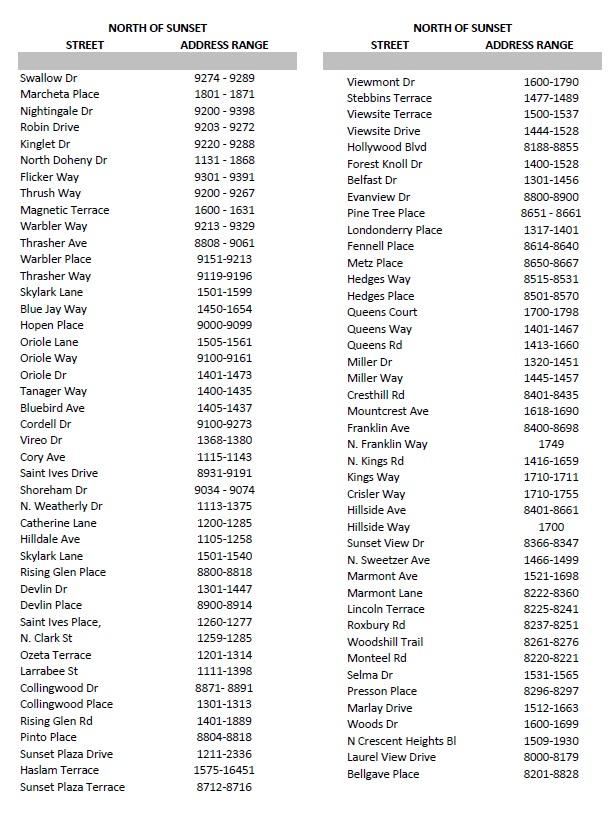 NORTH OF SUNSET
STREET ADDRESS RANGE
Swallow Dr 9274 - 9289
Marcheta Place 1801 - 1871
Nightingale Dr 9200 - 9398
Robin Drive 9203 - 9272
Kinglet Dr 9220 - 9288
North Doheny Dr 1131 - 1868
Flicker Way 9301 - 9391
Thrush Way 9200 - 9267
Magnetic Terrace 1600 - 1631
Warbler Way 9213 - 9329
Thrasher Ave 8808 - 9061
Warbler Place 9151-9213
Thrasher Way 9119-9196
Skylark Lane 1501-1599
Blue Jay Way 1450-1654
Hopen Place 9000-9099
Oriole Lane 1505-1561
Oriole Way 9100-9161
Oriole Dr 1401-1473
Tanager Way 1400-1435
Bluebird Ave 1405-1437
Cordell Dr 9100-9273
Vireo Dr 1368-1380
Cory Ave 1115-1143
Saint Ives Drive 8931-9191
Shoreham Dr 9034 - 9074
N. Weatherly Dr 1113-1375
Catherine Lane 1200-1285
Hilldale Ave 1105-1258
Skylark Lane 1501-1540
Rising Glen Place 8800-8818
Devlin Dr 1301-1447
Devlin Place 8900-8914
Saint Ives Place, 1260-1277
N. Clark St 1259-1285
Ozeta Terrace 1201-1314
Larrabee St 1111-1398
Collingwood Dr 8871- 8891
Collingwood Place 1301-1313
Rising Glen Rd 1401-1889
Pinto Place 8804-8818
Sunset Plaza Drive 1211-2336
Haslam Terrace 1575-16451
Sunset Plaza Terrace 8712-8716
NORTH OF SUNSET
STREET ADDRESS RANGE
Viewmont Dr 1600-1790
Stebbins Terrace 1477-1489
Viewsite Terrace 1500-1537
Viewsite Drive 1444-1528
Hollywood Blvd 8188-8855
Forest Knoll Dr 1400-1528
Belfast Dr 1301-1456
Evanview Dr 8800-8900
Pine Tree Place 8651 - 8661
Londonderry Place 1317-1401
Fennell Place 8614-8640
Metz Place 8650-8667
Hedges Way 8515-8531
Hedges Place 8501-8570
Queens Court 1700-1798
Queens Way 1401-1467
Queens Rd 1413-1660
Miller Dr 1320-1451
Miller Way 1445-1457
Cresthill Rd 8401-8435
Mountcrest Ave 1618-1690
Franklin Ave 8400-8698
N. Franklin Way 1749
N. Kings Rd 1416-1659
Kings Way 1710-1711
Crisler Way 1710-1755
Hillside Ave 8401-8661
Hillside Way 1700
Sunset View Dr 8366-8347
N. Sweetzer Ave 1466-1499
Marmont Ave 1521-1698
Marmont Lane 8222-8360
Lincoln Terrace 8225-8241
Roxbury Rd 8237-8251
Woodshill Trail 8261-8276
Monteel Rd 8220-8221
Selma Dr 1531-1565
Presson Place 8296-8297
Marlay Drive 1512-1663
Woods Dr 1600-1699
N Crescent Heights Bl 1509-1930
Laurel View Drive 8000-8179
Bellgave Place 8201-8828